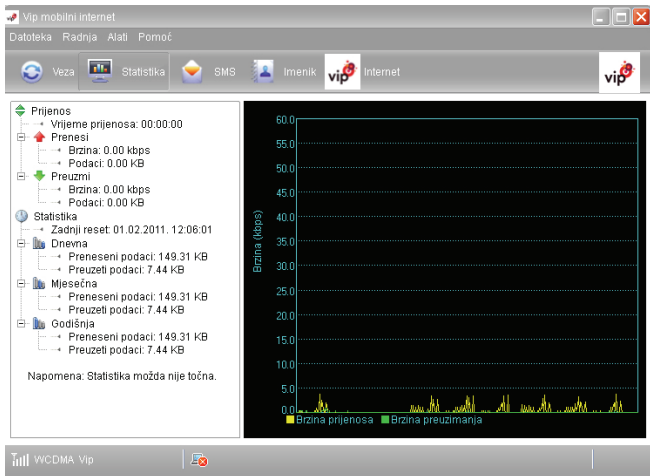 Vip mobilni internet
Datoteka Radnja Alati Pomoć
Veza Statistika SMS Imenik vip Internet vip
Prijenos
Vrijeme prijenosa: 00:00:00
Prenesi
Brzina: 0.00 kbps
Podaci: 0.00 KB
Preuzmi
Brzina: 0.00 kbps
Podaci: 0.00 KB
Statistika
Zadnji reset: 01.02.2011. 12:06:01
Dnevna
Preneseni podaci: 149.31 KB
Preuzeti podaci: 7.44 KB
Mjesečna
Preneseni podaci: 149.31 KB
Preuzeti podaci: 7.44 KB
Godišnja
Preneseni podaci: 149.31 KB
Preuzeti podaci: 7.44 KB
Napomena: Statistika možda nije točna.
Brzina (kbps)
60.0
55.0
50.0
45.0
40.0
35.0
30.0
25.0
20.0
15.0
10.0
5.0
0.0
Brzina prijenosa Brzina preuzimanja
WCDMA Vip